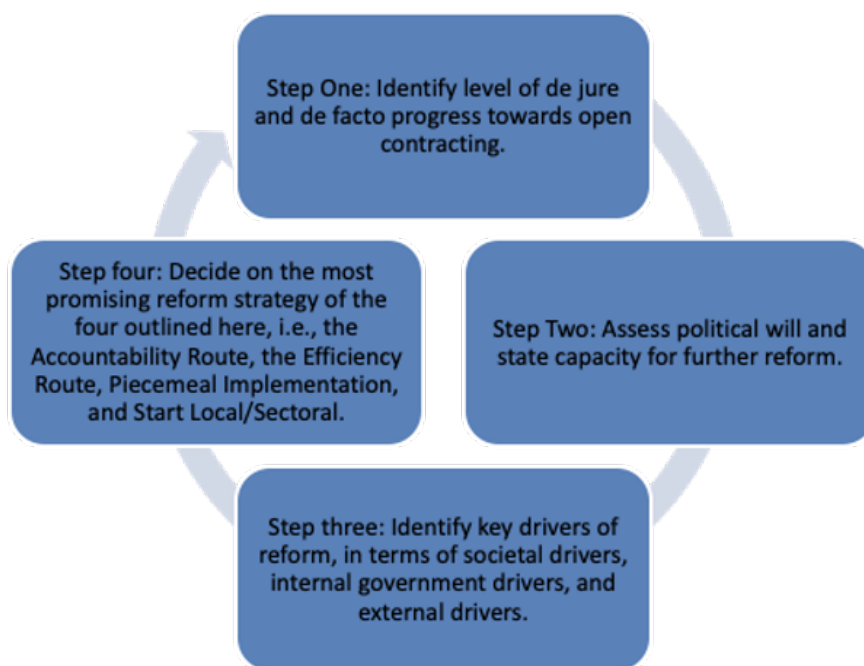 Step One: Identify level of de jure
and de facto progress towards open
contracting.
Step Two: Assess political will and
state capacity for further reform.
Step three: Identify key drivers of
reform, in terms of societal drivers,
internal government drivers, and
external drivers.
Step four: Decide on the most
promising reform strategy of the
four outlined here, i.e., the
Accountability Route, the Efficiency
Route, Piecemeal Implementation,
and Start Local/Sectoral.